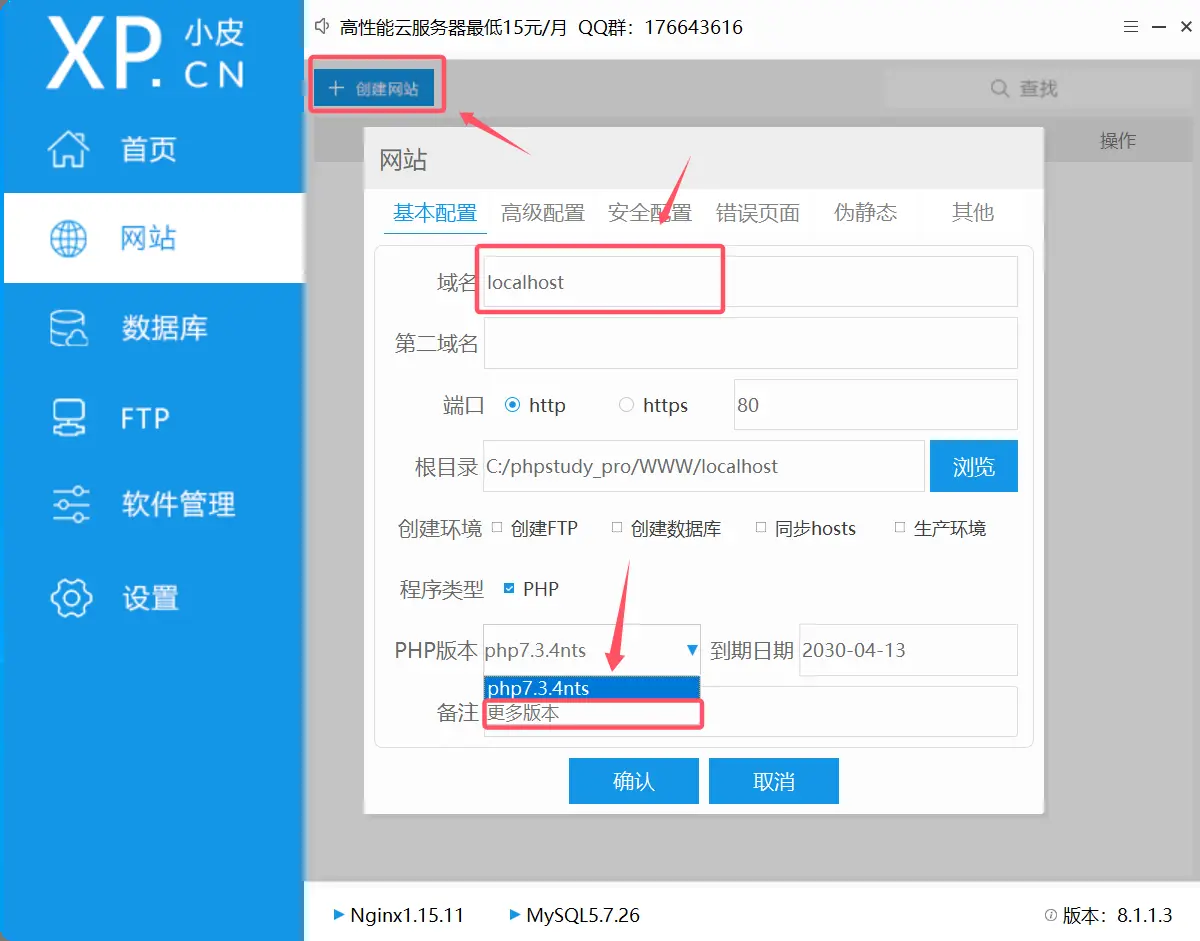 XP.CN 小皮
高性能云服务器最低15元/月 QQ群：176643616
首页
网站
数据库
FTP
软件管理
设置
创建网站
查找
操作
网站
基本配置 高级配置 安全配置 错误页面 伪静态 其他
域名 localhost
第二域名
端口 http https 80
根目录 C:/phpstudy_pro/WWW/localhost 浏览
创建环境 创建FTP 创建数据库 同步hosts 生产环境
程序类型 PHP
PHP版本 php7.3.4nts 到期日期 2030-04-13
php7.3.4nts
备注 更多版本
确认 取消
Nginx1.15.11 MySQL5.7.26 版本：8.1.1.3